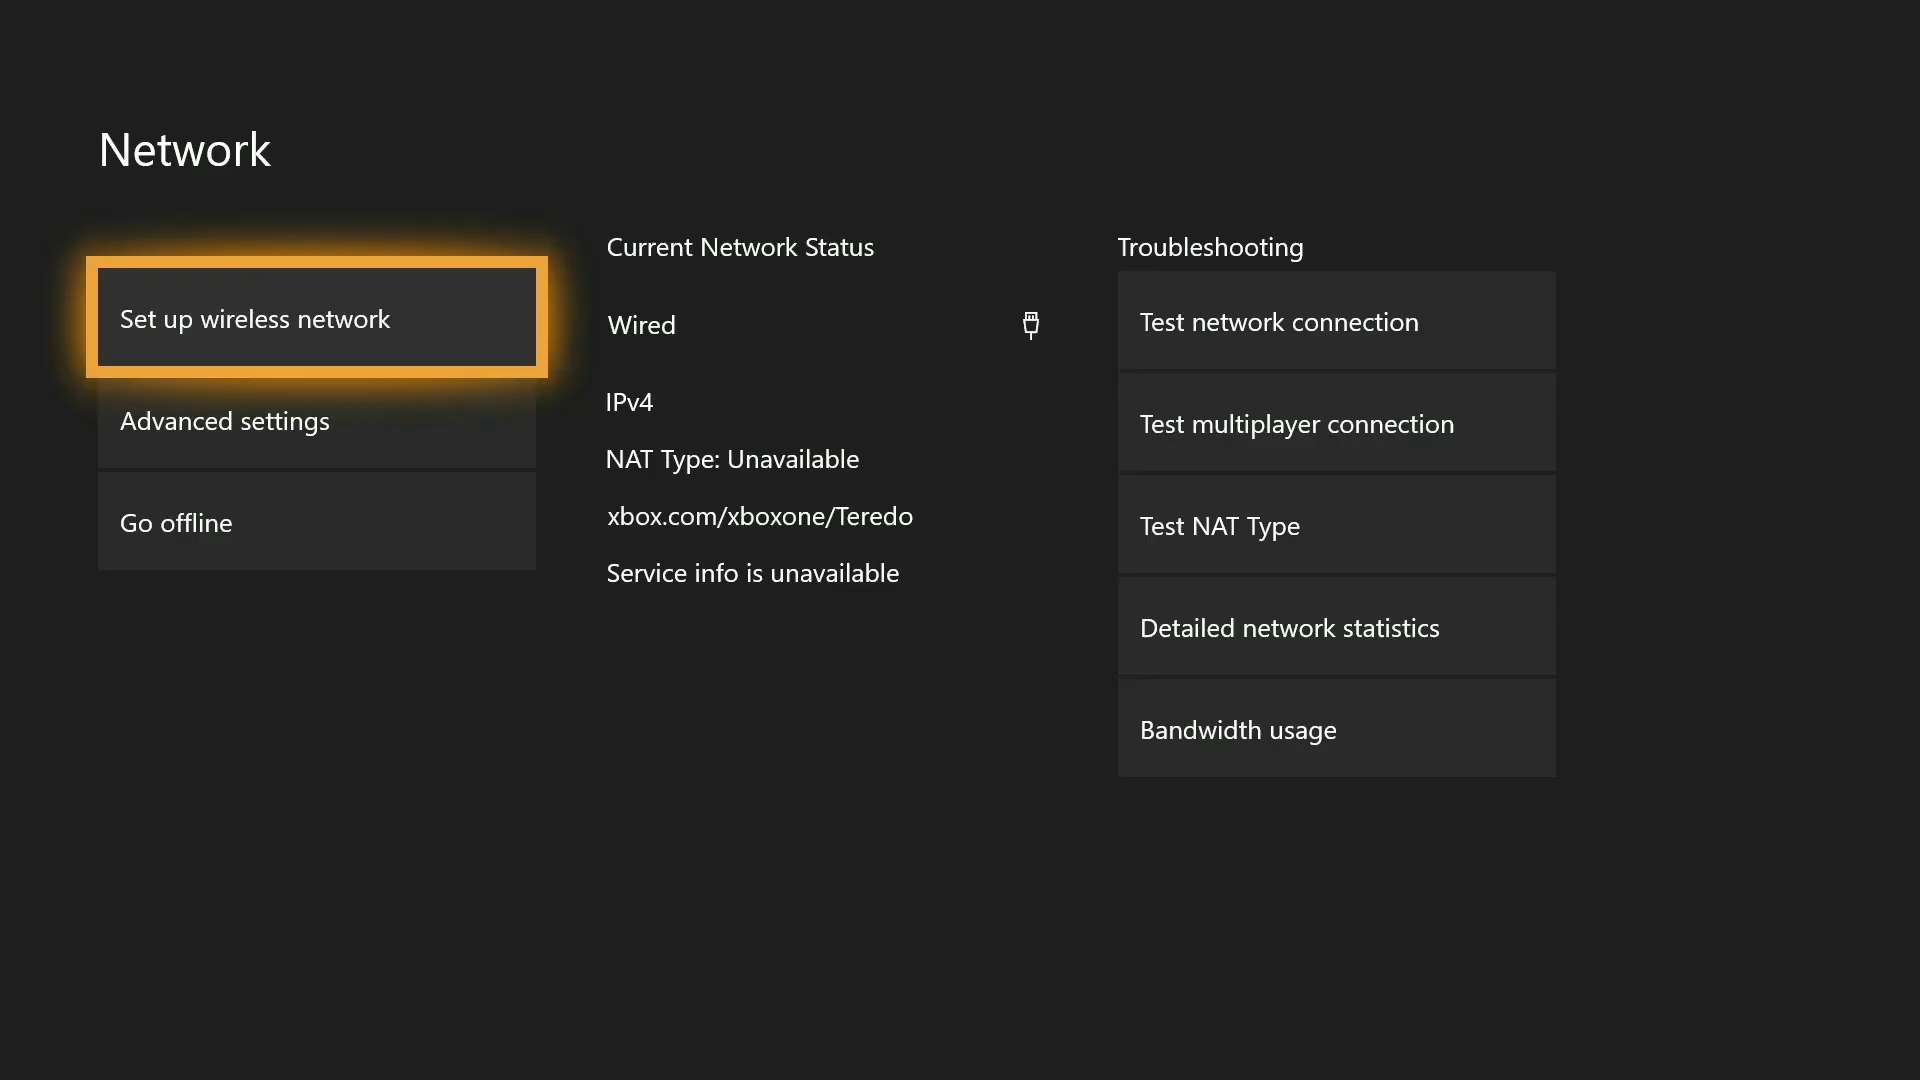 Network
Set up wireless network
Advanced settings
Go offline
Current Network Status
Wired
IPv4
NAT Type: Unavailable
xbox.com/xboxone/Teredo
Service info is unavailable
Troubleshooting
Test network connection
Test multiplayer connection
Test NAT Type
Detailed network statistics
Bandwidth usage